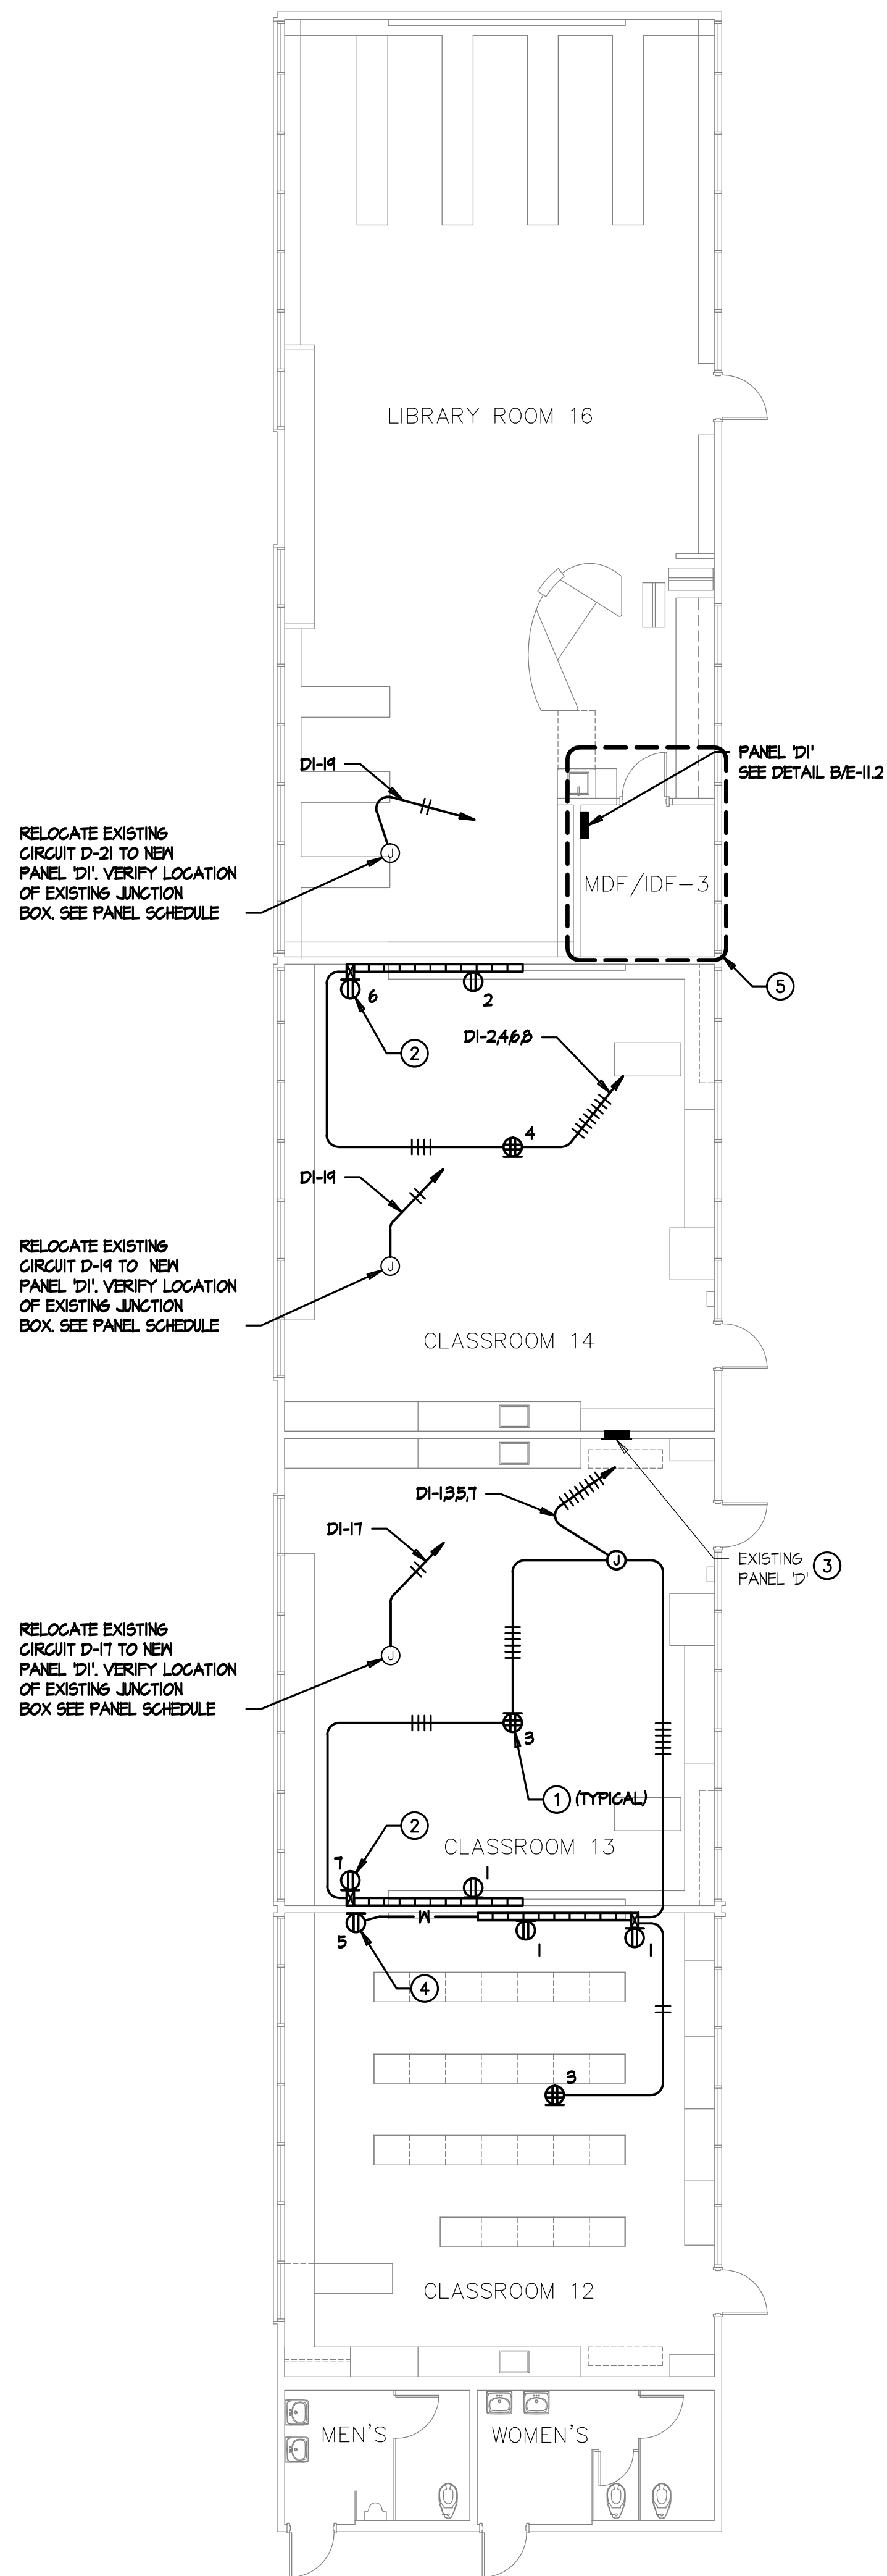 LIBRARY ROOM 16
D1-19
PANEL 'D1'
SEE DETAIL B/E-11.2
RELOCATE EXISTING
CIRCUIT D-21 TO NEW
PANEL 'D1'. VERIFY LOCATION
OF EXISTING JUNCTION
BOX. SEE PANEL SCHEDULE
J
MDF/IDF-3
5
6
2
2
D1-2,4,6,8
4
D1-19
RELOCATE EXISTING
CIRCUIT D-19 TO NEW
PANEL 'D1'. VERIFY LOCATION
OF EXISTING JUNCTION
BOX. SEE PANEL SCHEDULE
J
CLASSROOM 14
D1-1,3,5,7
D1-17
J
EXISTING
PANEL 'D'
3
RELOCATE EXISTING
CIRCUIT D-17 TO NEW
PANEL 'D1'. VERIFY LOCATION
OF EXISTING JUNCTION
BOX SEE PANEL SCHEDULE
J
3
1 (TYPICAL)
2
CLASSROOM 13
7
1
W
5
1
1
4
3
CLASSROOM 12
MEN'S
WOMEN'S